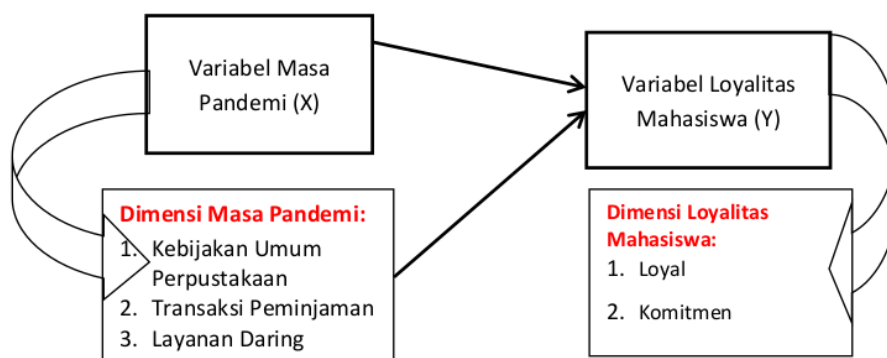 Variabel Masa
Pandemi (X)
Variabel Loyalitas
Mahasiswa (Y)
Dimensi Masa Pandemi:
1. Kebijakan Umum
Perpustakaan
2. Transaksi Peminjaman
3. Layanan Daring
Dimensi Loyalitas
Mahasiswa:
1. Loyal
2. Komitmen